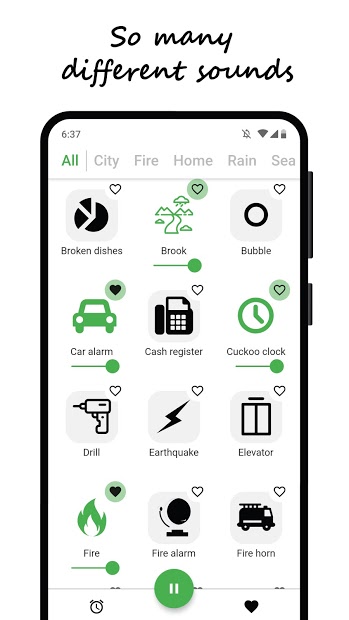 So many
different sounds
6:37
All City Fire Home Rain Sea
Broken dishes Brook Bubble
Car alarm Cash register Cuckoo clock
Drill Earthquake Elevator
Fire Fire alarm Fire horn